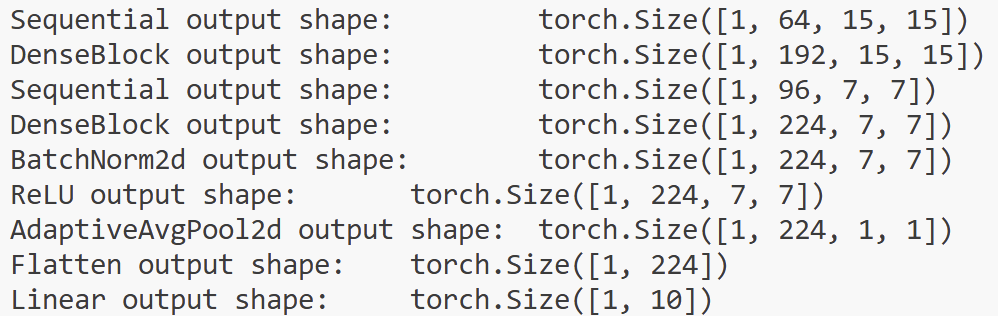 Sequential output shape: torch.Size([1, 64, 15, 15])
DenseBlock output shape: torch.Size([1, 192, 15, 15])
Sequential output shape: torch.Size([1, 96, 7, 7])
DenseBlock output shape: torch.Size([1, 224, 7, 7])
BatchNorm2d output shape: torch.Size([1, 224, 7, 7])
ReLU output shape: torch.Size([1, 224, 7, 7])
AdaptiveAvgPool2d output shape: torch.Size([1, 224, 1, 1])
Flatten output shape: torch.Size([1, 224])
Linear output shape: torch.Size([1, 10])